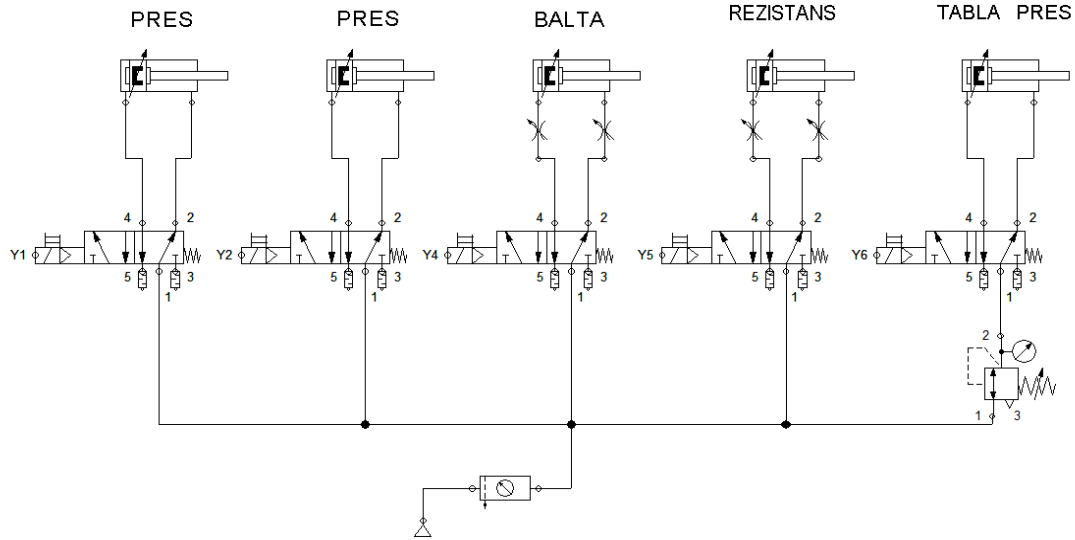 PRES PRES BALTA REZISTANS TABLA PRES
4 2 4 2 4 2 4 2 4 2
Y1 Y2 Y4 Y5 Y6
5 3 5 3 5 3 5 3 5 3
1 1 1 1 1
2
1 3